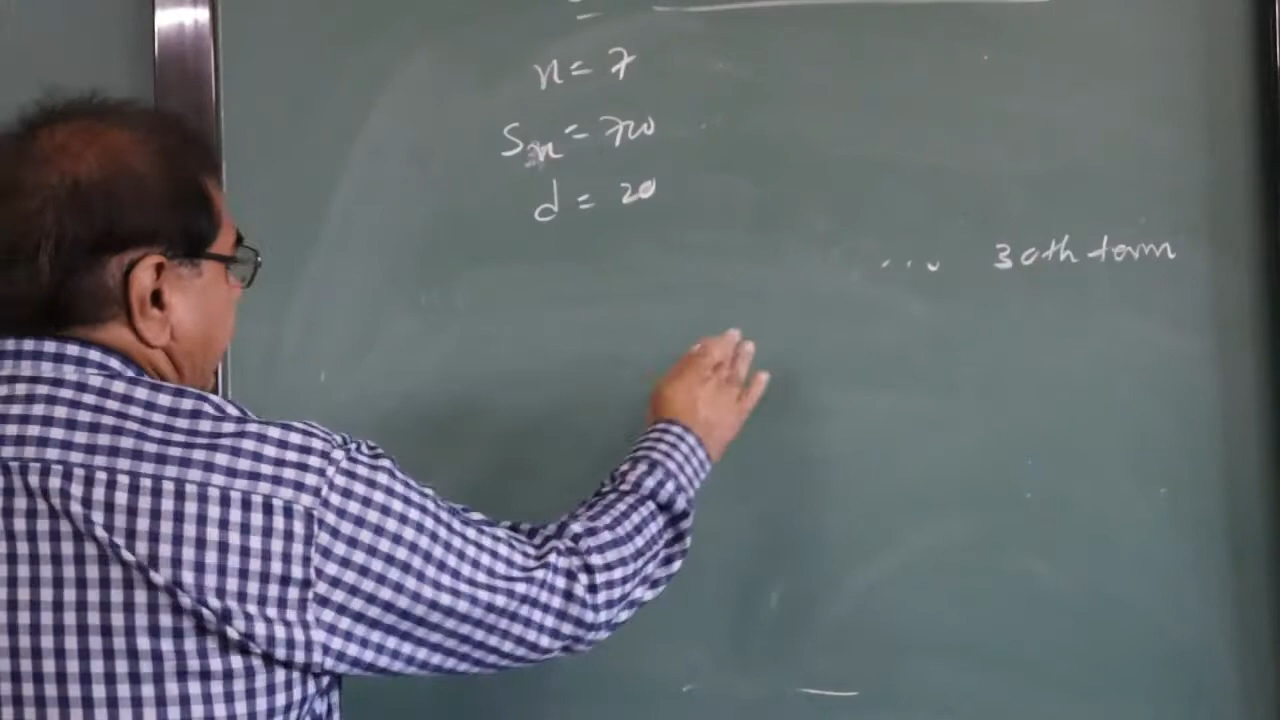 n = 7
Sn = 700
d = 20
... 30th term